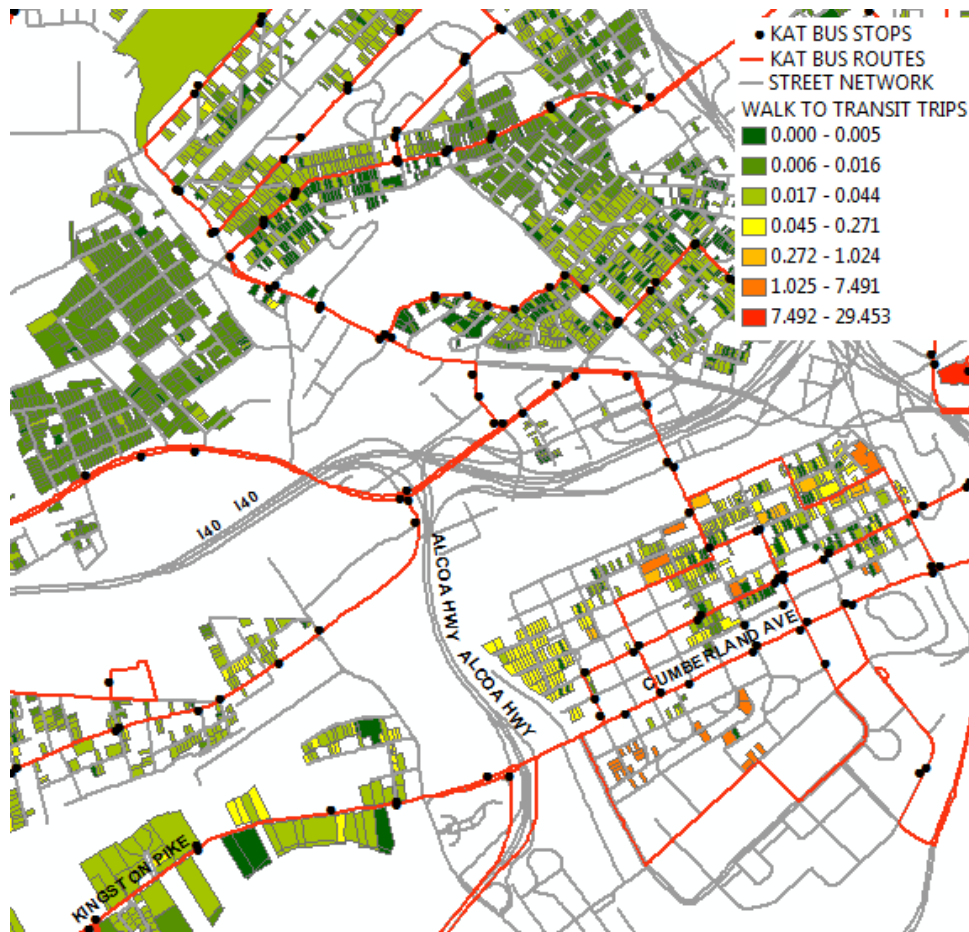 KAT BUS STOPS
KAT BUS ROUTES
STREET NETWORK
WALK TO TRANSIT TRIPS
0.000 - 0.005
0.006 - 0.016
0.017 - 0.044
0.045 - 0.271
0.272 - 1.024
1.025 - 7.491
7.492 - 29.453
I40 I40
ALCOA HWY ALCOA HWY
CUMBERLAND AVE
KINGSTON PIKE